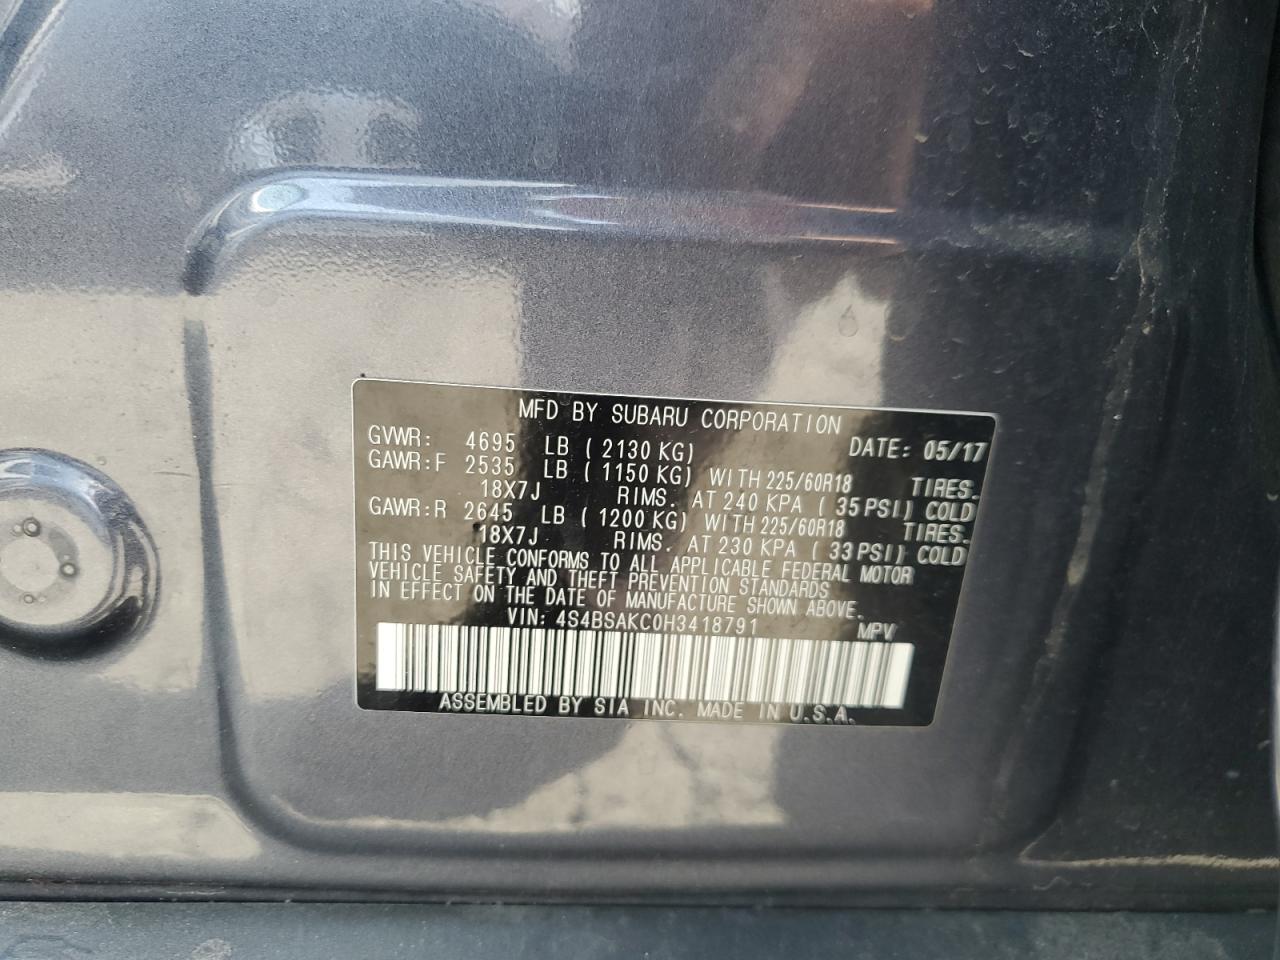 MFD BY SUBARU CORPORATION
GVWR: 4695 LB ( 2130 KG) DATE: 05/17
GAWR:F 2535 LB ( 1150 KG) WITH 225/60R18 TIRES.
18X7J RIMS. AT 240 KPA ( 35 PSI) COLD
GAWR:R 2645 LB ( 1200 KG) WITH 225/60R18 TIRES.
18X7J RIMS. AT 230 KPA ( 33 PSI) COLD
THIS VEHICLE CONFORMS TO ALL APPLICABLE FEDERAL MOTOR
VEHICLE SAFETY AND THEFT PREVENTION STANDARDS
IN EFFECT ON THE DATE OF MANUFACTURE SHOWN ABOVE.
VIN: 4S4BSAKC0H3418791 MPV
ASSEMBLED BY SIA INC. MADE IN U.S.A.